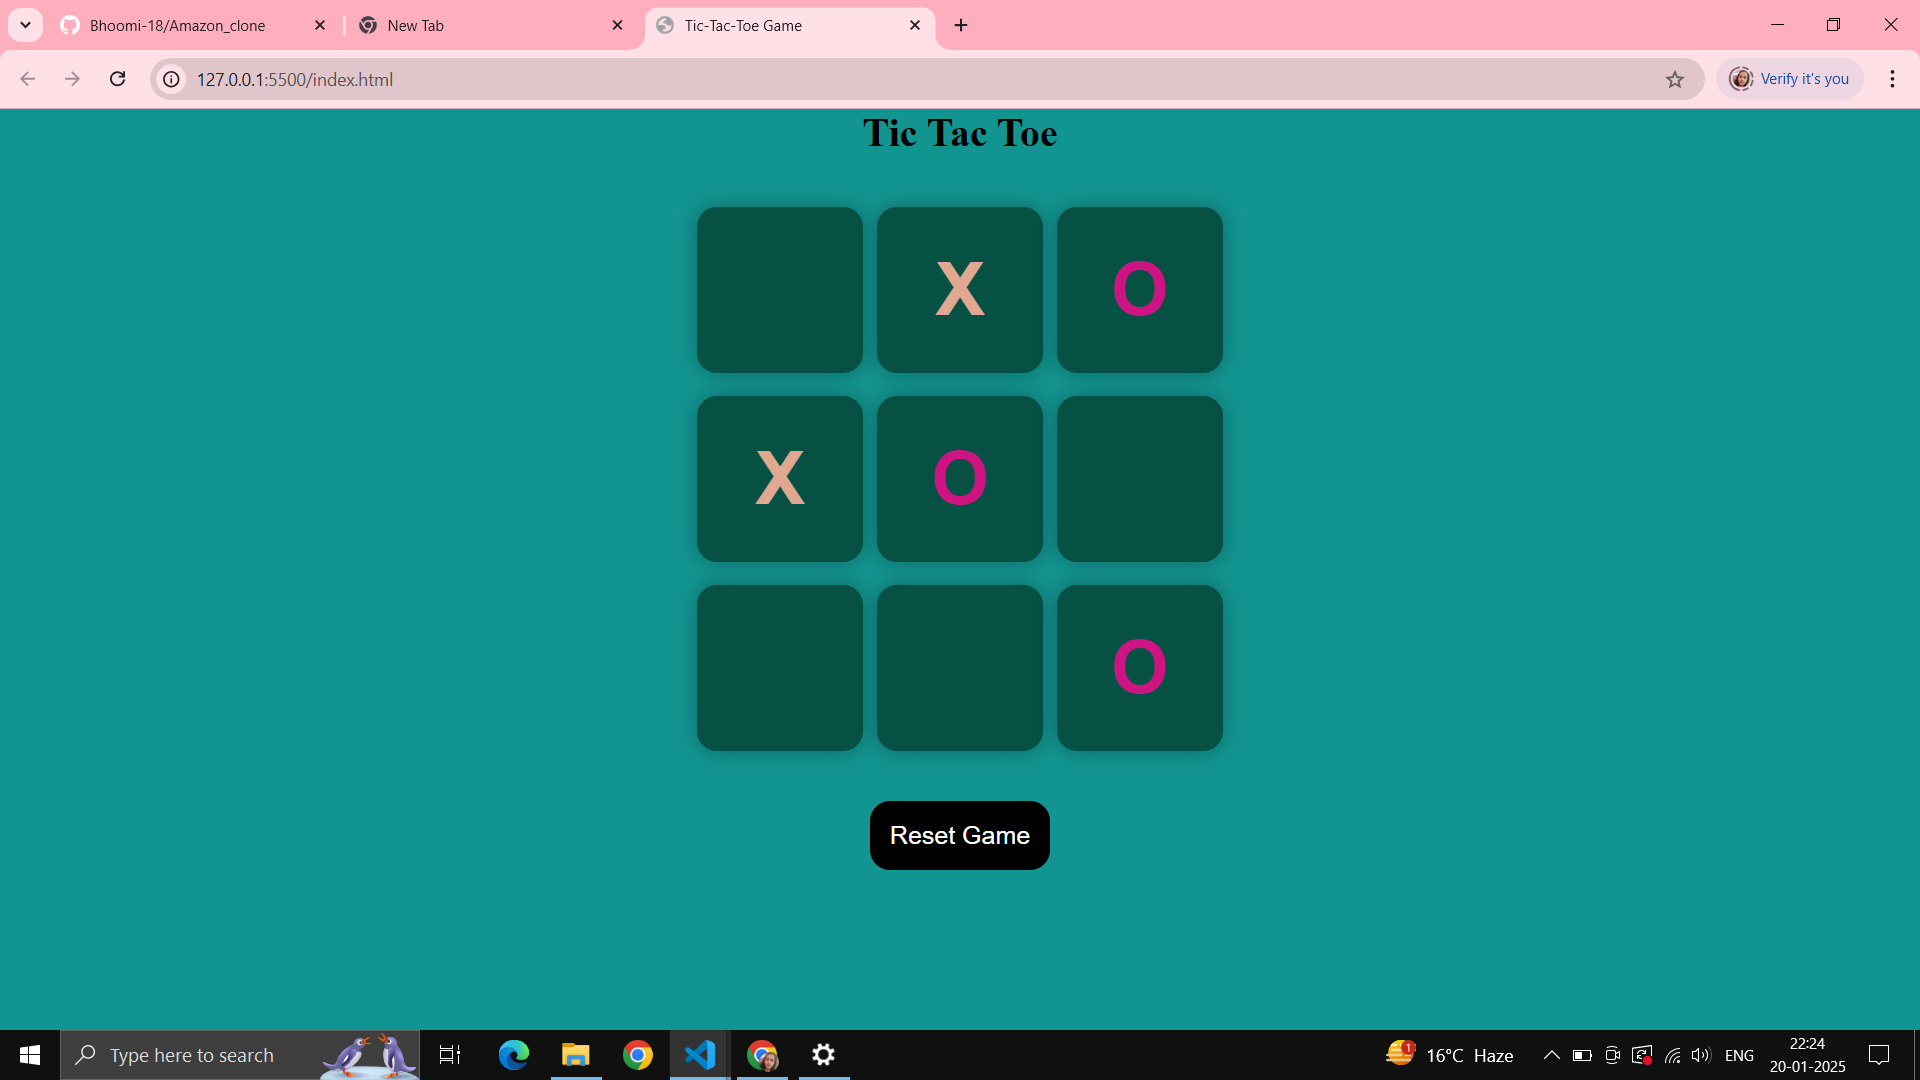 Bhoomi-18/Amazon_clone
New Tab
Tic-Tac-Toe Game
127.0.0.1:5500/index.html
Verify it's you
Tic Tac Toe
X O
X O
O
Reset Game
Type here to search
1
16°C Haze
ENG
22:24
20-01-2025